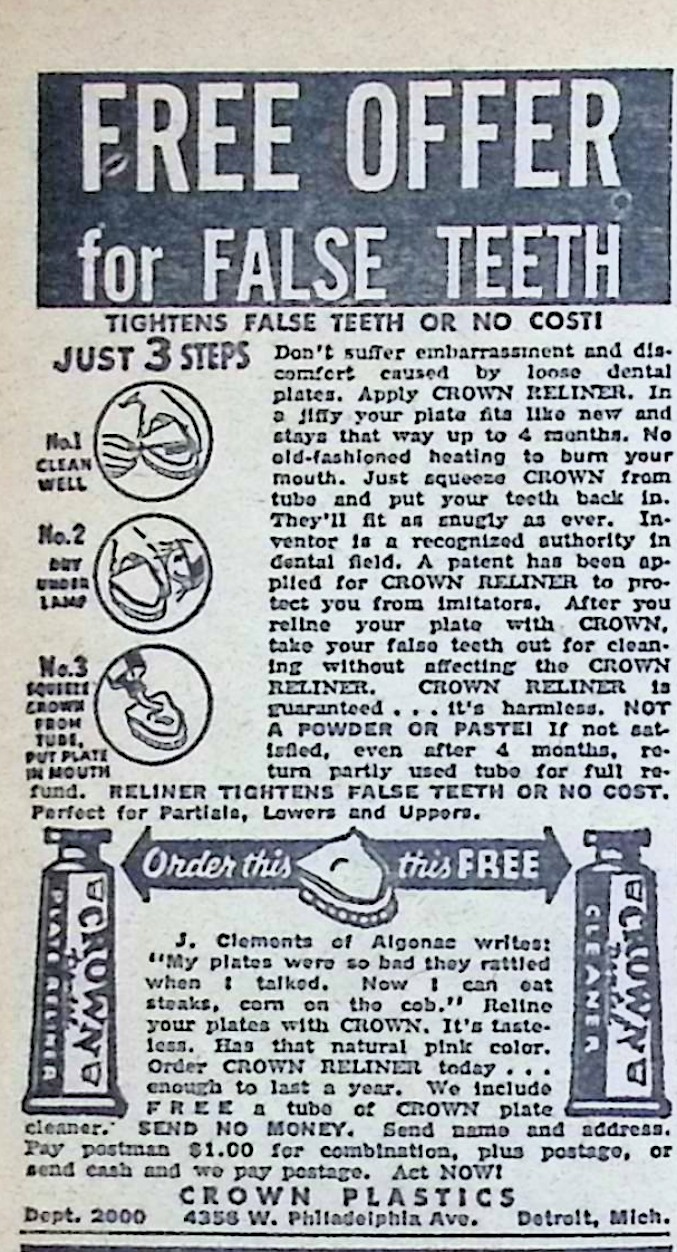 FREE OFFER
for FALSE TEETH
TIGHTENS FALSE TEETH OR NO COST!
JUST 3 STEPS
No.1
CLEAN
WELL
No.2
DRY
UNDER
LAMP
No.3
SQUEEZE
CROWN
FROM
TUBE,
PUT PLATE
IN MOUTH
Don't suffer embarrassment and dis-
comfort caused by loose dental
plates. Apply CROWN RELINER. In
a jiffy your plate fits like new and
stays that way up to 4 months. No
old-fashioned heating to burn your
mouth. Just squeeze CROWN from
tube and put your teeth back in.
They'll fit as snugly as ever. In-
ventor is a recognized authority in
dental field. A patent has been ap-
plied for CROWN RELINER to pro-
tect you from imitators. After you
reline your plate with CROWN,
take your false teeth out for clean-
ing without affecting the CROWN
RELINER. CROWN RELINER is
guaranteed . . . it's harmless. NOT
A POWDER OR PASTE! If not sat-
isfied, even after 4 months, re-
turn partly used tube for full re-
fund. RELINER TIGHTENS FALSE TEETH OR NO COST.
Perfect for Partials, Lowers and Uppers.
Order this this FREE
CROWN
RELINER
CROWN
CLEANER
J. Clements of Algonac writes:
"My plates were so bad they rattled
when I talked. Now I can eat
steaks, corn on the cob." Reline
your plates with CROWN. It's taste-
less. Has that natural pink color.
Order CROWN RELINER today . . .
enough to last a year. We include
FREE a tube of CROWN plate
cleaner. SEND NO MONEY. Send name and address.
Pay postman $1.00 for combination, plus postage, or
send cash and we pay postage. Act NOW!
CROWN PLASTICS
Dept. 2000 4358 W. Philadelphia Ave. Detroit, Mich.